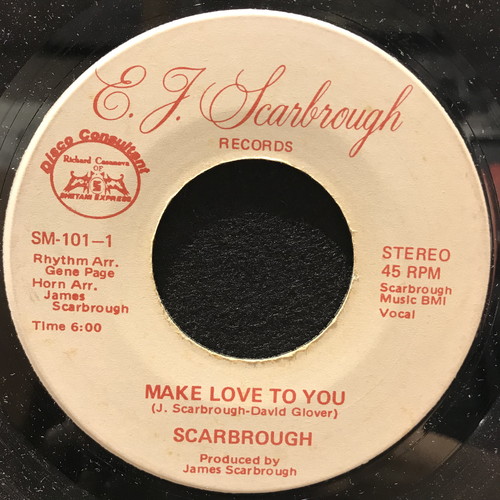 E. J. Scarbrough
RECORDS
Disco Consultant
Richard Casanova
OF
SHETANI EXPRESS
SM-101-1
Rhythm Arr.
Gene Page
Horn Arr.
James
Scarbrough
Time 6:00
STEREO
45 RPM
Scarbrough
Music BMI
Vocal
MAKE LOVE TO YOU
(J. Scarbrough-David Glover)
SCARBROUGH
Produced by
James Scarbrough